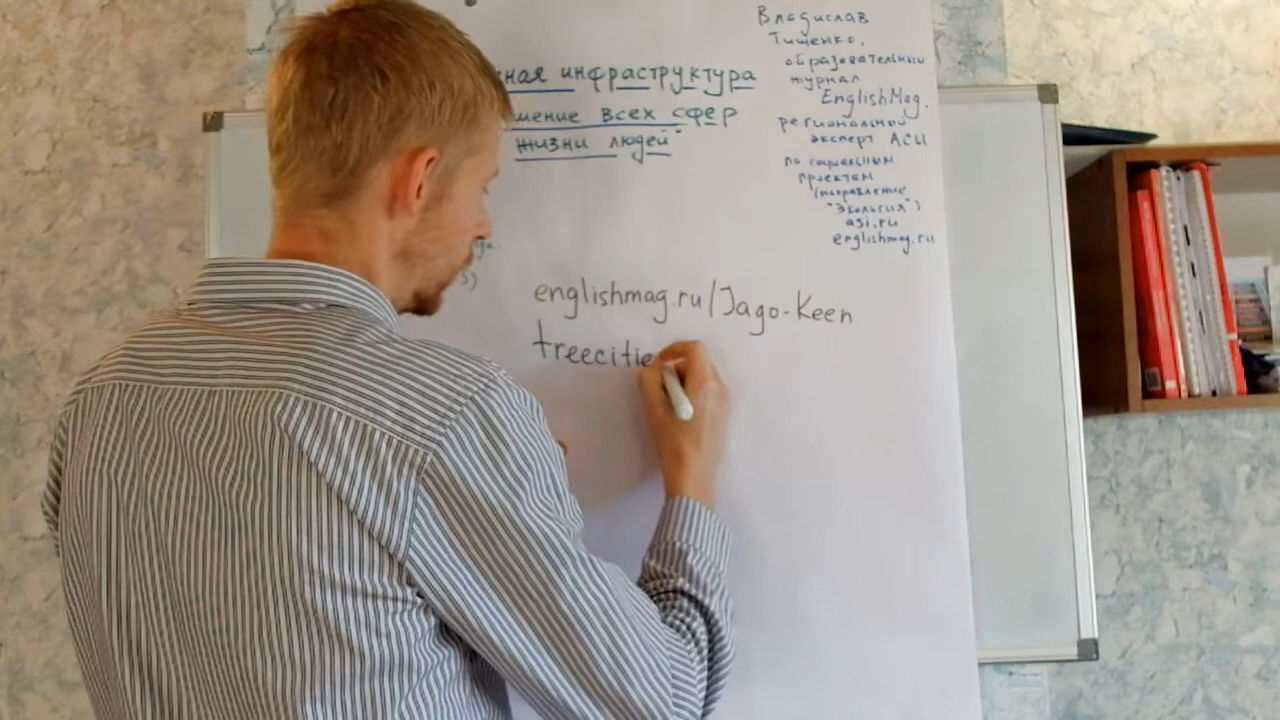 ная инфраструктура
шение всех сфер
жизни людей"
Владислав
Тищенко,
образовательный
журнал
EnglishMag.
региональный
эксперт АСИ
по социальным
проектам
(направление
"Экология")
asi.ru
englishmag.ru
englishmag.ru/Jago-Keen
treecitie